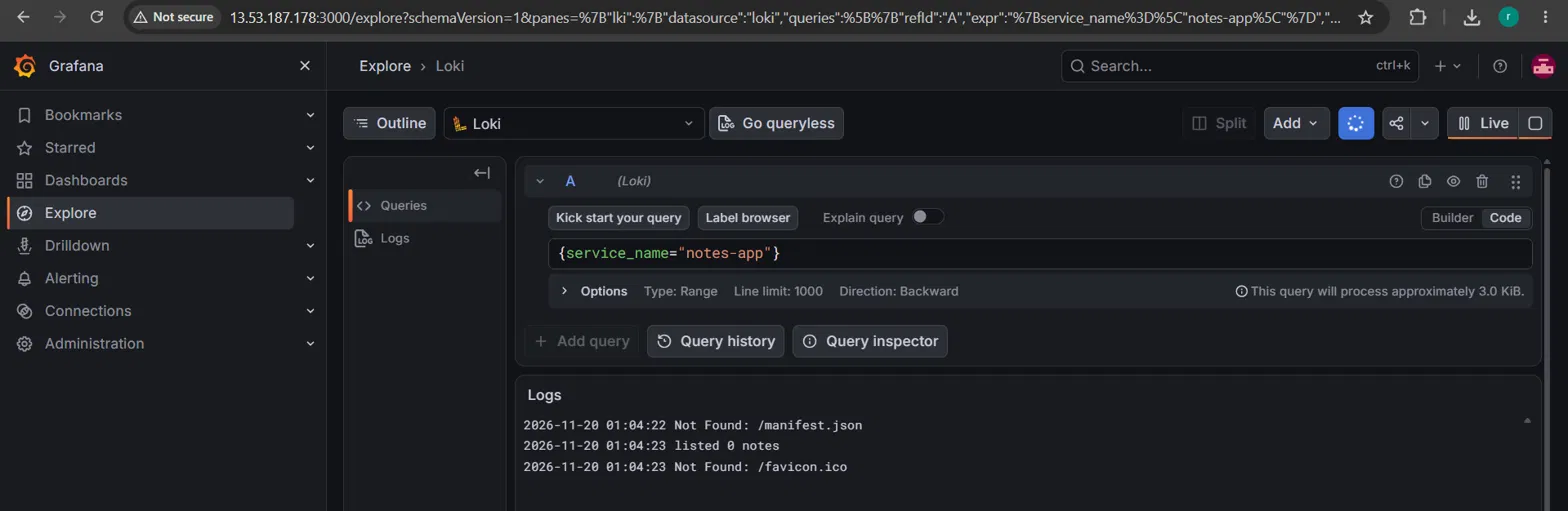 Not secure 13.53.187.178:3000/explore?schemaVersion=1&panes=%7B"lki":%7B"datasource":"loki","queries":%5B%7B"refId":"A","expr":"%7Bservice_name%3D%5C"notes-app%5C"%7D","... r
Grafana Explore › Loki Search... ctrl+k
Bookmarks
Starred
Dashboards
Explore
Drilldown
Alerting
Connections
Administration
Outline Loki LOG Go queryless Split Add Live
Queries
LOG Logs
A (Loki)
Kick start your query Label browser Explain query Builder Code
{service_name="notes-app"}
Options Type: Range Line limit: 1000 Direction: Backward This query will process approximately 3.0 KiB.
+ Add query Query history Query inspector
Logs
2026-11-20 01:04:22 Not Found: /manifest.json
2026-11-20 01:04:23 listed 0 notes
2026-11-20 01:04:23 Not Found: /favicon.ico